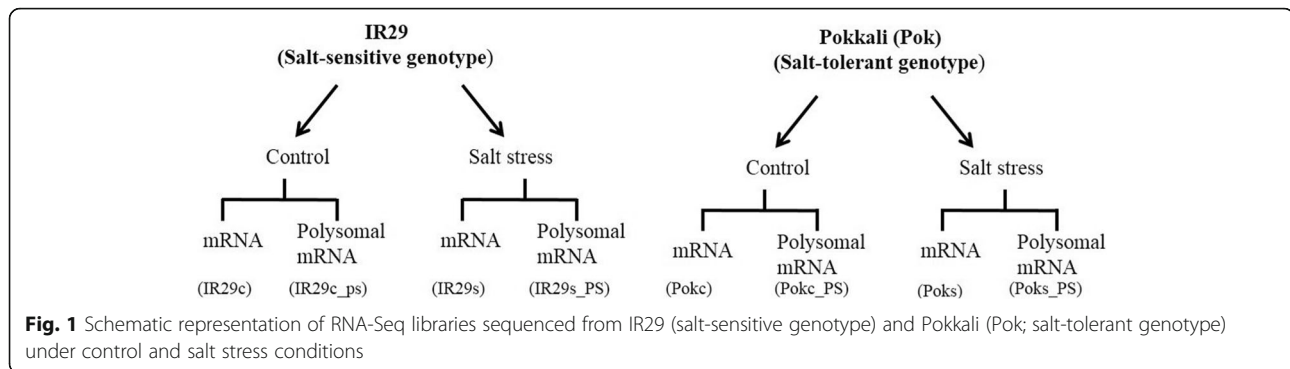 IR29
(Salt-sensitive genotype)
Control
Salt stress
mRNA
Polysomal
mRNA
mRNA
Polysomal
mRNA
(IR29c)
(IR29c_ps)
(IR29s)
(IR29s_PS)
Pokkali (Pok)
(Salt-tolerant genotype)
Control
Salt stress
mRNA
Polysomal
mRNA
mRNA
Polysomal
mRNA
(Pokc)
(Pokc_PS)
(Poks)
(Poks_PS)
Fig. 1 Schematic representation of RNA-Seq libraries sequenced from IR29 (salt-sensitive genotype) and Pokkali (Pok; salt-tolerant genotype)
under control and salt stress conditions